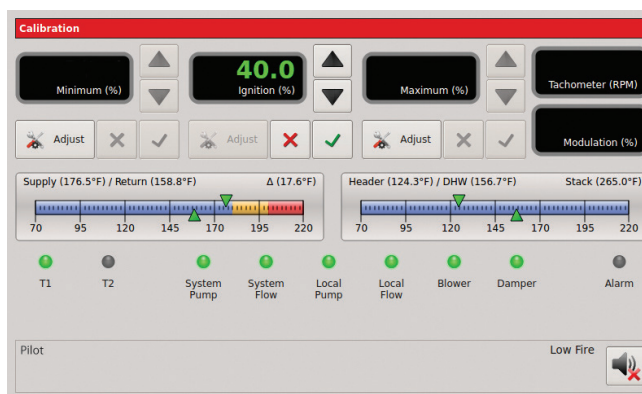 Calibration
Minimum (%)
40.0
Ignition (%)
Maximum (%)
Tachometer (RPM)
Modulation (%)
Adjust
Adjust
Adjust
Supply (176.5°F) / Return (158.8°F) Δ (17.6°F)
70 95 120 145 170 195 220
Header (124.3°F) / DHW (156.7°F) Stack (265.0°F)
70 95 120 145 170 195 220
T1
T2
System
Pump
System
Flow
Local
Pump
Local
Flow
Blower
Damper
Alarm
Pilot
Low Fire